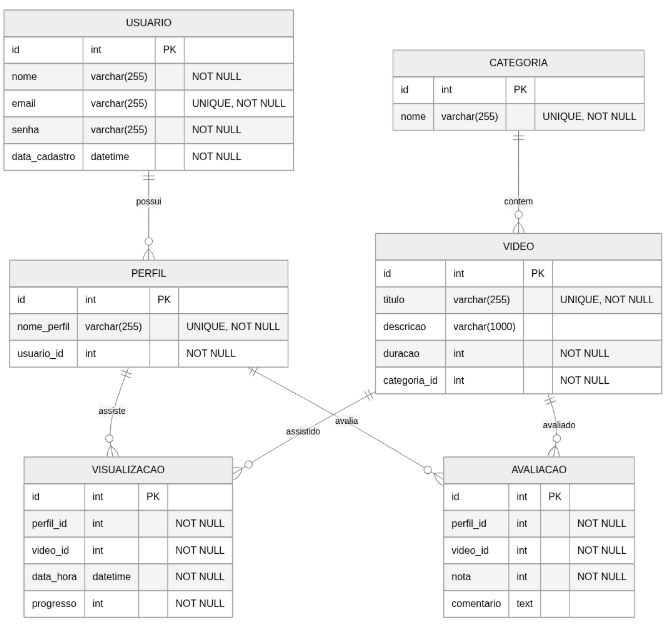 USUARIO
id int PK
nome varchar(255) NOT NULL
email varchar(255) UNIQUE, NOT NULL
senha varchar(255) NOT NULL
data_cadastro datetime NOT NULL
CATEGORIA
id int PK
nome varchar(255) UNIQUE, NOT NULL
possui
contem
PERFIL
id int PK
nome_perfil varchar(255) UNIQUE, NOT NULL
usuario_id int NOT NULL
VIDEO
id int PK
titulo varchar(255) UNIQUE, NOT NULL
descricao varchar(1000)
duracao int NOT NULL
categoria_id int NOT NULL
assiste
assistido
avalia
avaliado
VISUALIZACAO
id int PK
perfil_id int NOT NULL
video_id int NOT NULL
data_hora datetime NOT NULL
progresso int NOT NULL
AVALIACAO
id int PK
perfil_id int NOT NULL
video_id int NOT NULL
nota int NOT NULL
comentario text